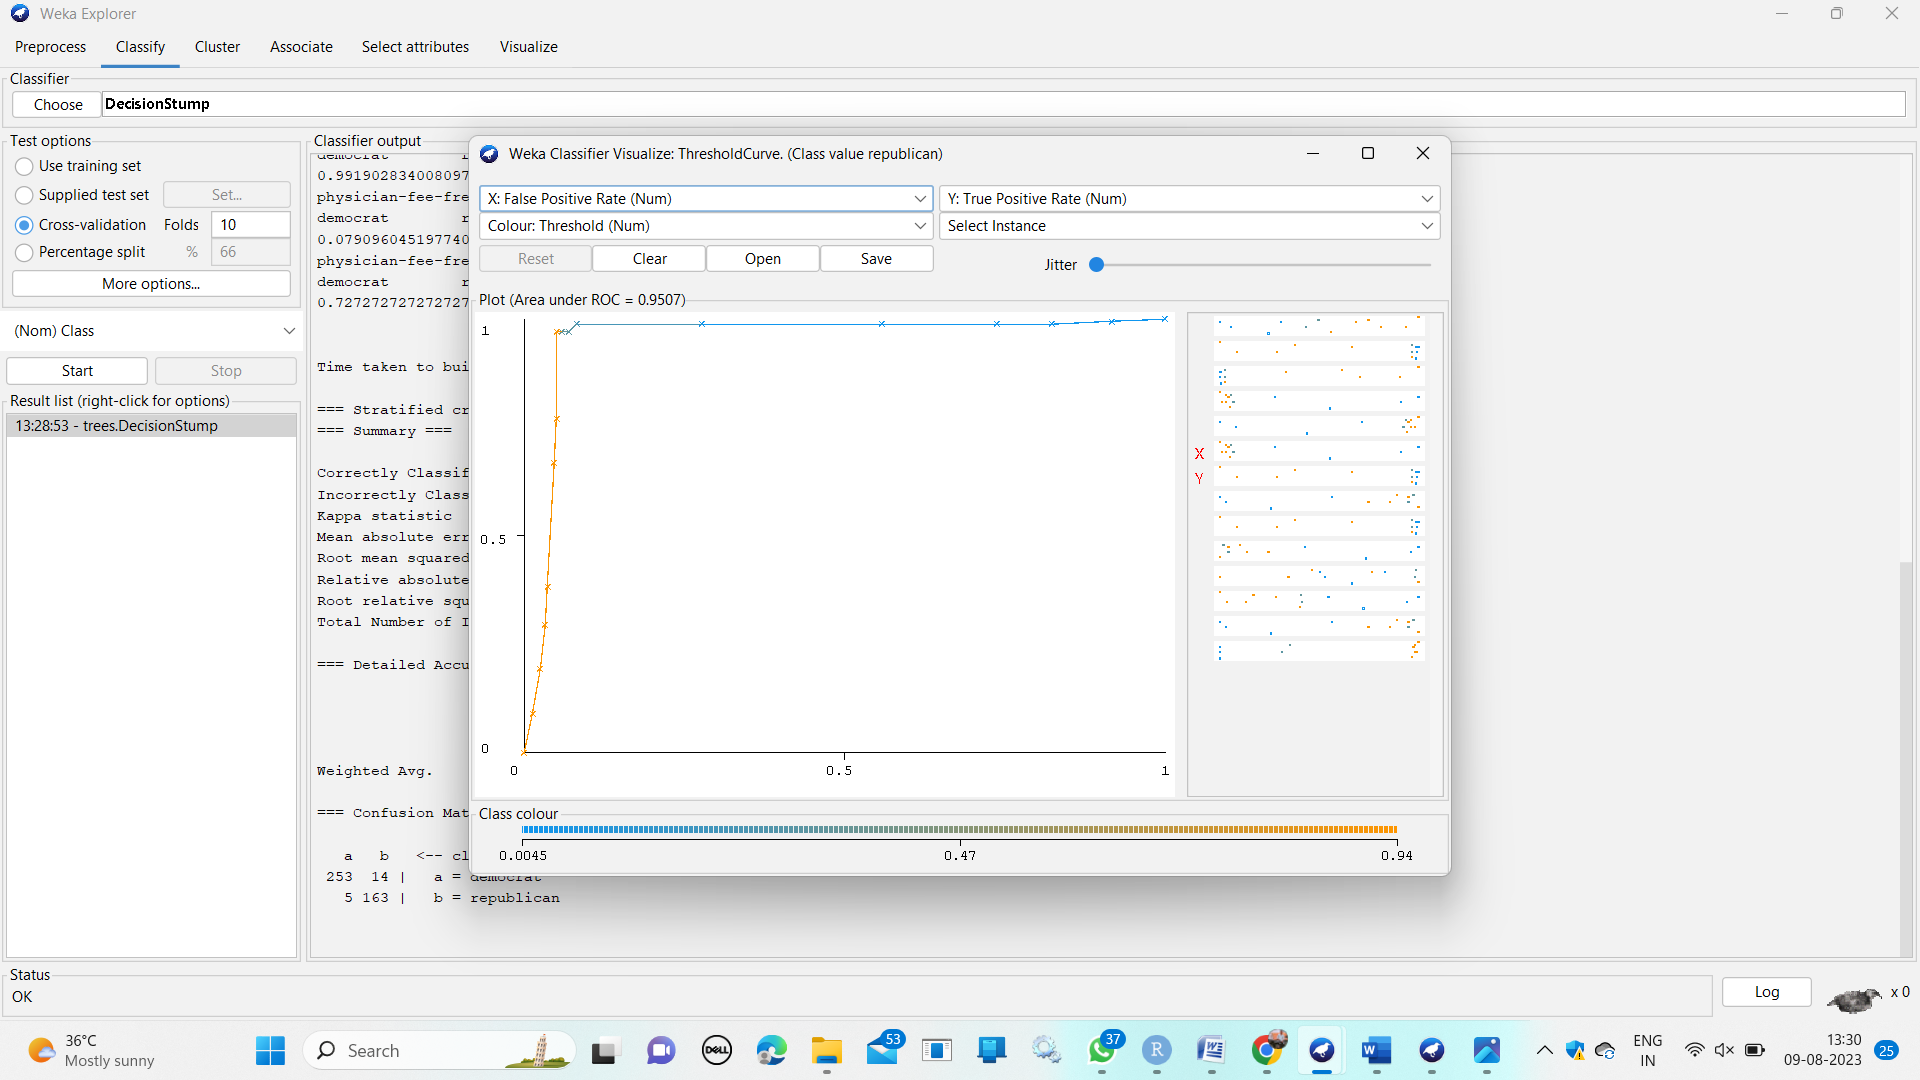 Weka Explorer
Preprocess Classify Cluster Associate Select attributes Visualize
Classifier
Choose DecisionStump
Test options
Use training set
Supplied test set Set...
Cross-validation Folds 10
Percentage split % 66
More options...
(Nom) Class
Start Stop
Result list (right-click for options)
13:28:53 - trees.DecisionStump
Classifier output
democrat
0.991902834008097
physician-fee-fre
democrat r
0.079096045197740
physician-fee-fre
democrat r
0.727272727272727
Time taken to bui
=== Stratified cr
=== Summary ===
Correctly Classif
Incorrectly Class
Kappa statistic
Mean absolute err
Root mean squared
Relative absolute
Root relative squ
Total Number of I
=== Detailed Accu
Weighted Avg.
=== Confusion Mat
a b <-- cl
253 14 | a = democrat
5 163 | b = republican
Weka Classifier Visualize: ThresholdCurve. (Class value republican)
X: False Positive Rate (Num) Y: True Positive Rate (Num)
Colour: Threshold (Num) Select Instance
Reset Clear Open Save Jitter
Plot (Area under ROC = 0.9507)
1
0.5
0
0 0.5 1
X
Y
Class colour
0.0045 0.47 0.94
Status
OK
Log x 0
36°C
Mostly sunny
Search
DELL
53
37
R
W
ENG
IN
13:30
09-08-2023
25